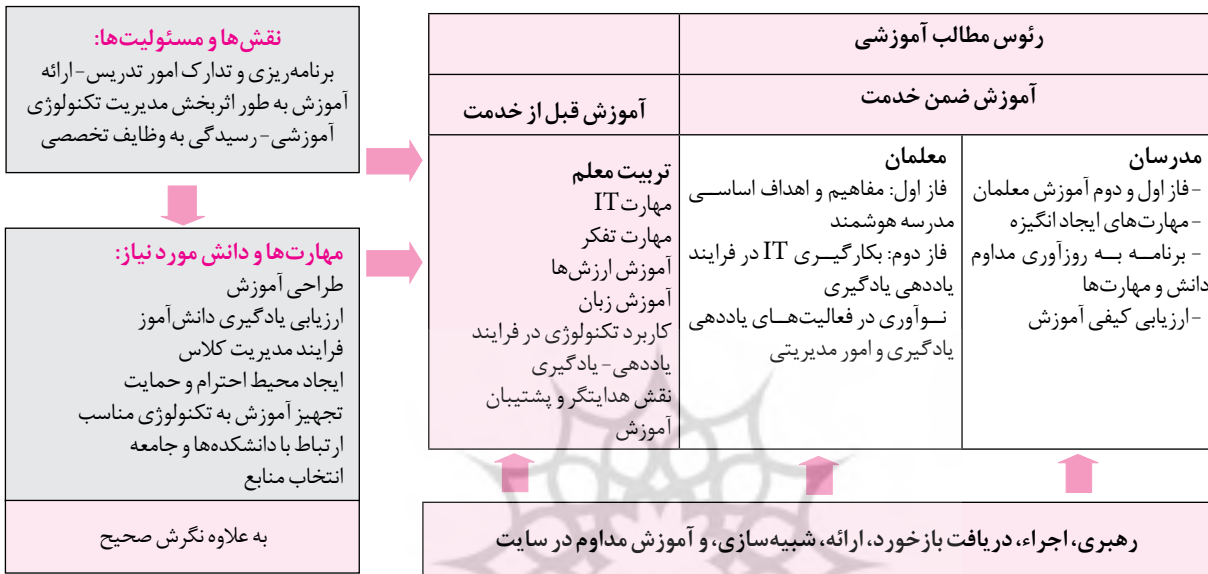 رئوس مطالب آموزشی
آموزش ضمن خدمت
آموزش قبل از خدمت
مدرسان
-فاز اول و دوم آموزش معلمان
-مهارت‌های ایجاد انگیزه
- برنامه به روزآوری مداوم
دانش و مهارت‌ها
-ارزیابی کیفی آموزش
معلمان
فاز اول: مفاهیم و اهداف اساسی
مدرسه هوشمند
فاز دوم: بکارگیری IT در فرایند
یاددهی یادگیری
نوآوری در فعالیت‌های یاددهی
یادگیری و امور مدیریتی
تربیت معلم
مهارت IT
مهارت تفکر
آموزش ارزش‌ها
آموزش زبان
کاربرد تکنولوژی در فرایند
یاددهی-یادگیری
نقش هدایتگر و پشتیبان
آموزش
رهبری، اجراء، دریافت بازخورد، ارائه، شبیه‌سازی، و آموزش مداوم در سایت
نقش‌ها و مسئولیت‌ها:
برنامه‌ریزی و تدارک امور تدریس-ارائه
آموزش به طور اثربخش مدیریت تکنولوژی
آموزشی-رسیدگی به وظایف تخصصی
مهارت‌ها و دانش مورد نیاز:
طراحی آموزش
ارزیابی یادگیری دانش‌آموز
فرایند مدیریت کلاس
ایجاد محیط احترام و حمایت
تجهیز آموزش به تکنولوژی مناسب
ارتباط با دانشکده‌ها و جامعه
انتخاب منابع
به علاوه نگرش صحیح